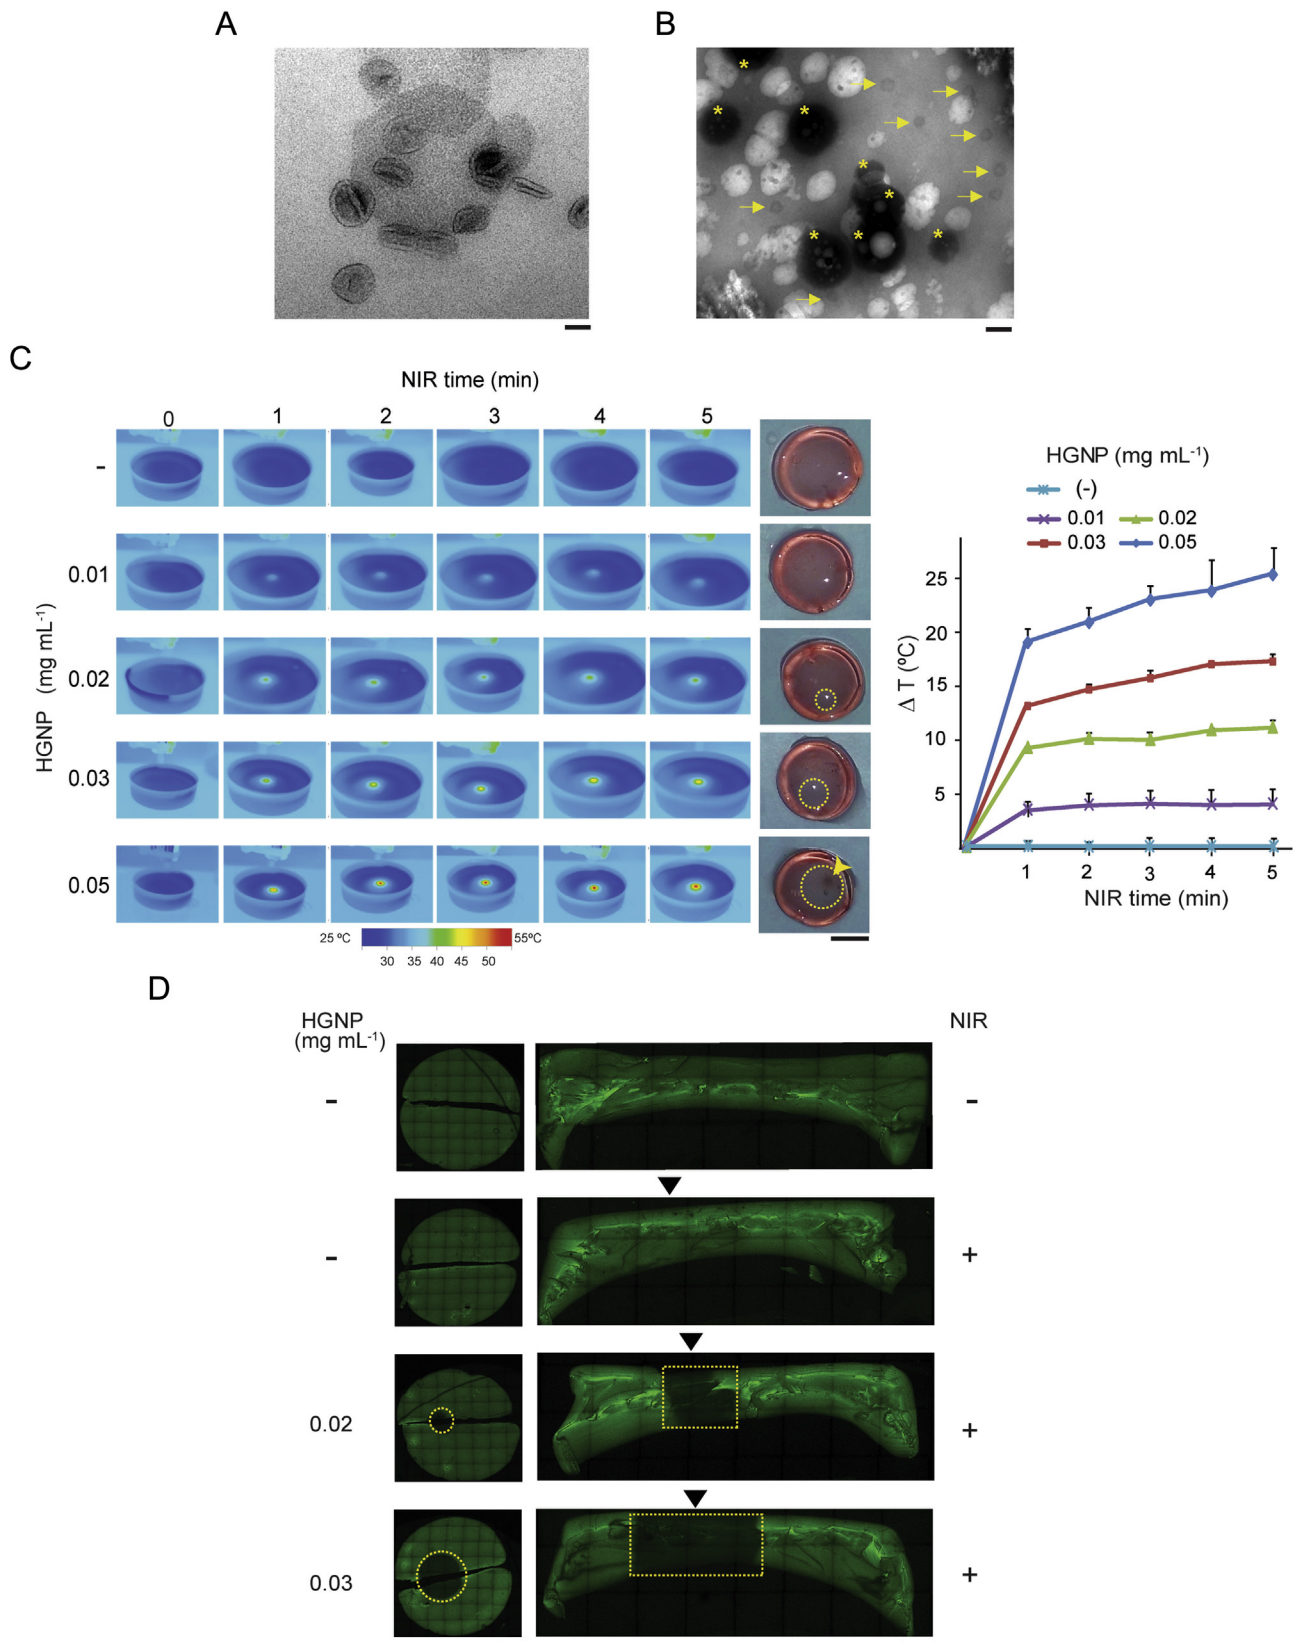 A
B
*
*
*
*
*
*
*
*
C
NIR time (min)
0 1 2 3 4 5
-
0.01
0.02
0.03
0.05
HGNP (mg mL-1)
25 ºC
55ºC
30 35 40 45 50
HGNP (mg mL-1)
(-)
0.01 0.02
0.03 0.05
Δ T (ºC)
25
20
15
10
5
1 2 3 4 5
NIR time (min)
D
HGNP
(mg mL-1)
NIR
- -
- +
0.02 +
0.03 +